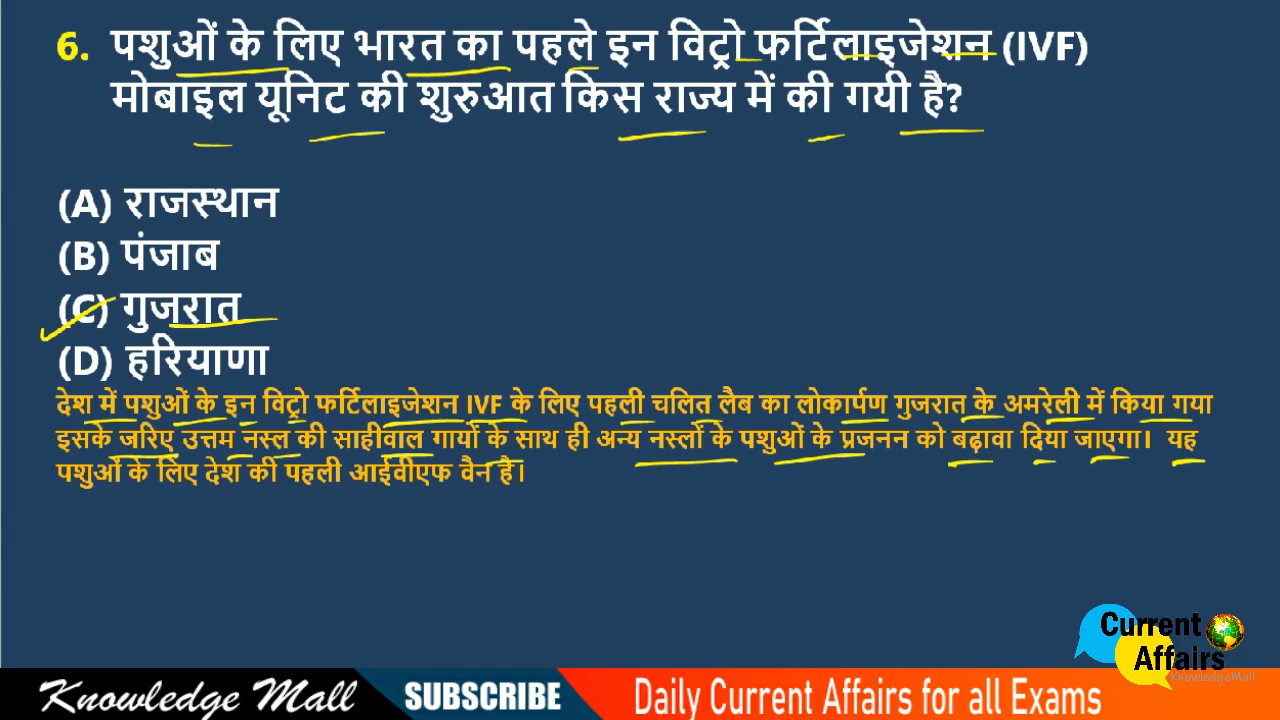 6. पशुओं के लिए भारत का पहले इन विट्रो फर्टिलाइजेशन (IVF)
मोबाइल यूनिट की शुरुआत किस राज्य में की गयी है?
(A) राजस्थान
(B) पंजाब
(C) गुजरात
(D) हरियाणा
देश में पशुओं के इन विट्रो फर्टिलाइजेशन IVF के लिए पहली चलित लैब का लोकार्पण गुजरात के अमरेली में किया गया
इसके जरिए उत्तम नस्ल की साहीवाल गायों के साथ ही अन्य नस्लों के पशुओं के प्रजनन को बढ़ावा दिया जाएगा। यह
पशुओं के लिए देश की पहली आईवीएफ वैन है।
Current
Affairs
KnowledgeMall
Knowledge Mall SUBSCRIBE Daily Current Affairs for all Exams